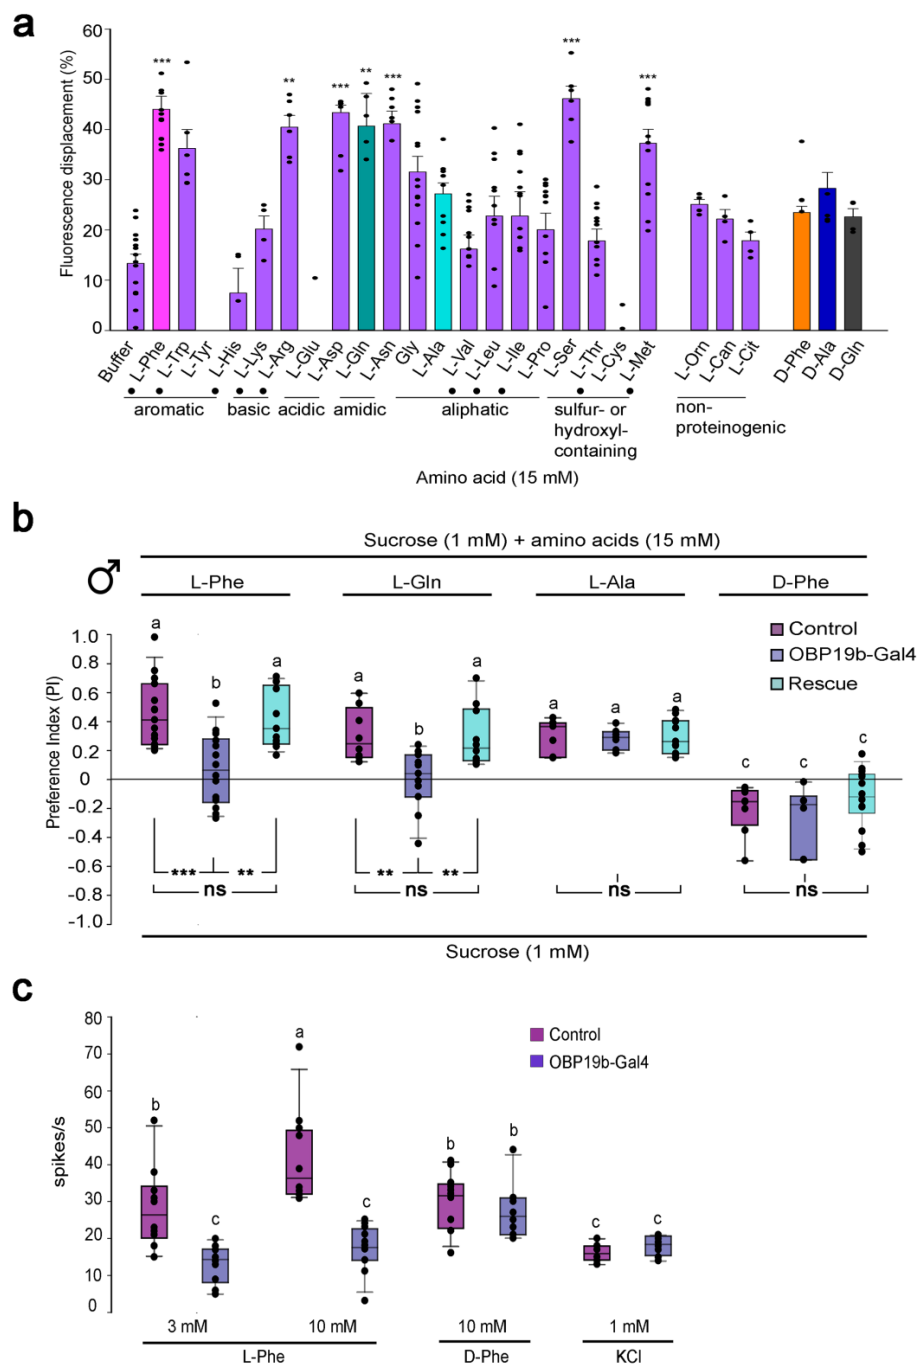 a
Fluorescence displacement (%)
60
50
40
30
20
10
0
*** ** *** ** *** *** ***
Buffer L-Phe L-Trp L-Tyr L-His L-Lys L-Arg L-Glu L-Asp L-Gln L-Asn Gly L-Ala L-Val L-Leu L-Ile L-Pro L-Ser L-Thr L-Cys L-Met L-Orn L-Can L-Cit D-Phe D-Ala D-Gln
aromatic basic acidic amidic aliphatic sulfur- or non-
hydroxyl- proteinogenic
containing
Amino acid (15 mM)
b
Sucrose (1 mM) + amino acids (15 mM)
♂ L-Phe L-Gln L-Ala D-Phe
Control
OBP19b-Gal4
Rescue
Preference Index (PI)
1.0
0.8
0.6
0.4
0.2
0
-0.2
-0.4
-0.6
-0.8
-1.0
a b a a b a a a a c c c
*** ** ** **
ns ns ns ns
Sucrose (1 mM)
c
spikes/s
80
70
60
50
40
30
20
10
0
Control
OBP19b-Gal4
b c a c b b c c
3 mM 10 mM 10 mM 1 mM
L-Phe D-Phe KCl